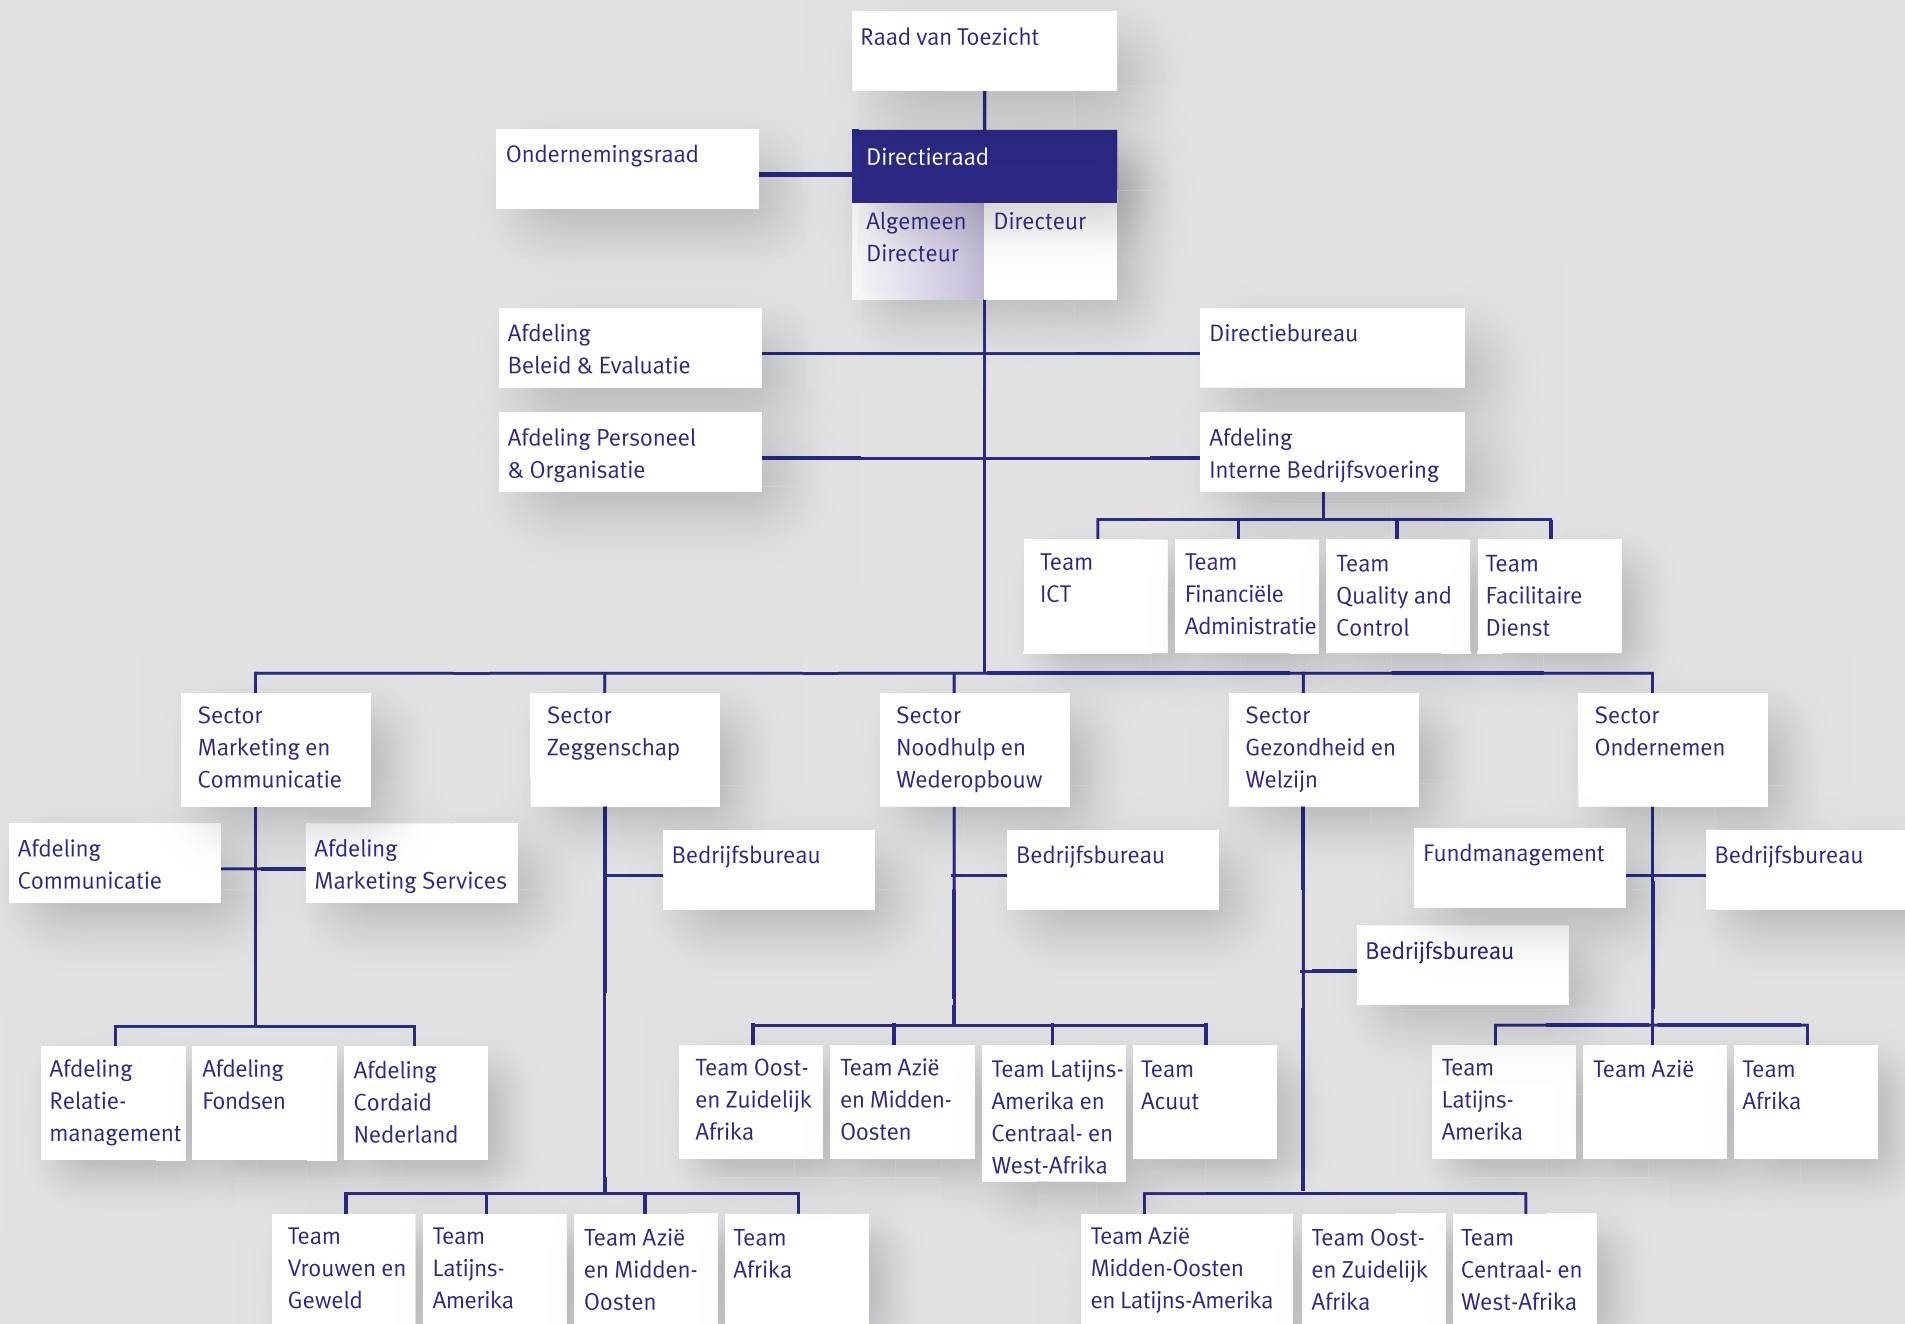 Raad van Toezicht
Ondernemingsraad
Directieraad
Algemeen
Directeur
Directeur
Afdeling
Beleid & Evaluatie
Directiebureau
Afdeling Personeel
& Organisatie
Afdeling
Interne Bedrijfsvoering
Team
ICT
Team
Financiële
Administratie
Team
Quality and
Control
Team
Facilitaire
Dienst
Sector
Marketing en
Communicatie
Sector
Zeggenschap
Sector
Noodhulp en
Wederopbouw
Sector
Gezondheid en
Welzijn
Sector
Ondernemen
Afdeling
Communicatie
Afdeling
Marketing Services
Bedrijfsbureau
Bedrijfsbureau
Fundmanagement
Bedrijfsbureau
Bedrijfsbureau
Afdeling
Relatie-
management
Afdeling
Fondsen
Afdeling
Cordaid
Nederland
Team Oost-
en Zuidelijk
Afrika
Team Azië
en Midden-
Oosten
Team Latijns-
Amerika en
Centraal- en
West-Afrika
Team
Acuut
Team
Latijns-
Amerika
Team Azië
Team
Afrika
Team
Vrouwen en
Geweld
Team
Latijns-
Amerika
Team Azië
en Midden-
Oosten
Team
Afrika
Team Azië
Midden-Oosten
en Latijns-Amerika
Team Oost-
en Zuidelijk
Afrika
Team
Centraal- en
West-Afrika